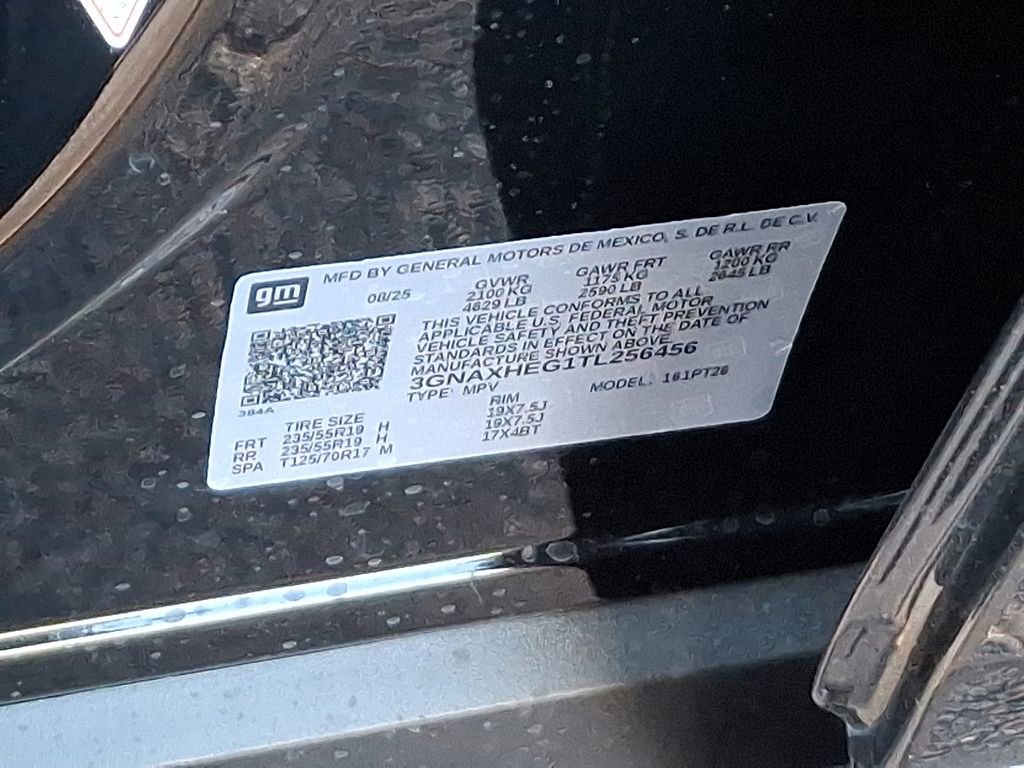 gm
MFD BY GENERAL MOTORS DE MEXICO, S. DE R.L. DE C.V.
08/25
GVWR
2100 KG
4629 LB
GAWR FRT
1175 KG
2590 LB
GAWR RR
1200 KG
2645 LB
THIS VEHICLE CONFORMS TO ALL
APPLICABLE U.S. FEDERAL MOTOR
VEHICLE SAFETY AND THEFT PREVENTION
STANDARDS IN EFFECT ON THE DATE OF
MANUFACTURE SHOWN ABOVE
3GNAXHEG1TL256456
TYPE: MPV
MODEL: 161PT26
384A
TIRE SIZE
RIM
FRT 235/55R19 H 19X7.5J
RR 235/55R19 H 19X7.5J
SPA T125/70R17 M 17X4BT